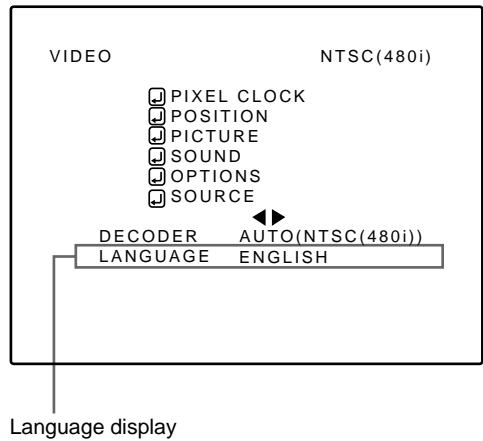 VIDEO NTSC(480i)
PIXEL CLOCK
POSITION
PICTURE
SOUND
OPTIONS
SOURCE
DECODER AUTO(NTSC(480i))
LANGUAGE ENGLISH
Language display